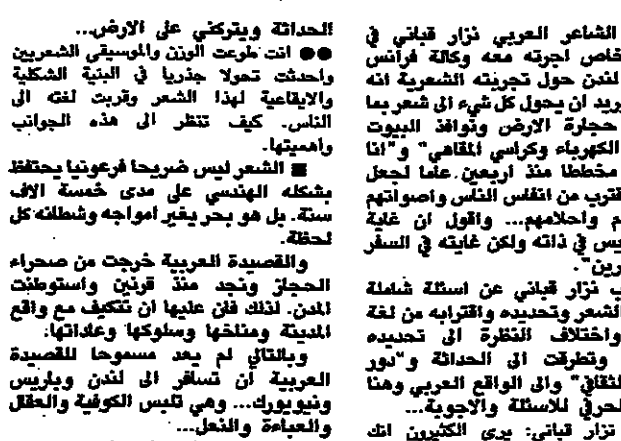 الشاعر العربي نزار قباني في
خاص اجرته معه وكالة فرانس
لندن حول تجربته الشعرية انه
يريد ان يحول كل شيء الى شعر بما
حجارة الارض ونوافذ البيوت
الكهرباء وكراسي المقاهي" و"انا
مخططا منذ اربعين عاما لجعل
قترب من انفاس الناس واصواتهم
م واحلامهم... واقول ان غاية
يس في ذاته ولكن غايته في السفر
رين".
ب نزار قباني عن اسئلة شاملة
الشعر وتحديده واقترابه من لغة
واختلاف النظرة الى تحديده
وتطرقت الى الحداثة و"دور
لثقافي" والى الواقع العربي وهنا
لحرفي للاسئلة والاجوبة...
نزار قباني: يرى الكثيرون انك
الحداثة ويتركني على الارض...
●● انت طوعت الوزن والموسيقى الشعريين
واحدثت تحولا جذريا في البنية الشكلية
والايقاعية لهذا الشعر وقربت لغته الى
الناس. كيف تنظر الى هذه الجوانب
واهميتها.
■ الشعر ليس ضريحا فرعونيا يحتفظ
بشكله الهندسي على مدى خمسة الاف
سنة. بل هو بحر يغير امواجه وشطانه كل
لحظة.
والقصيدة العربية خرجت من صحراء
الحجاز ونجد منذ قرنين واستوطنت
المدن. لذلك فان عليها ان تتكيف مع واقع
المدينة ومناخها وسلوكها وعاداتها.
وبالتالي لم يعد مسموحا للقصيدة
العربية ان تسافر الى لندن وباريس
ونيويورك... وهي تلبس الكوفية والعقال
والعباءة والنعل...